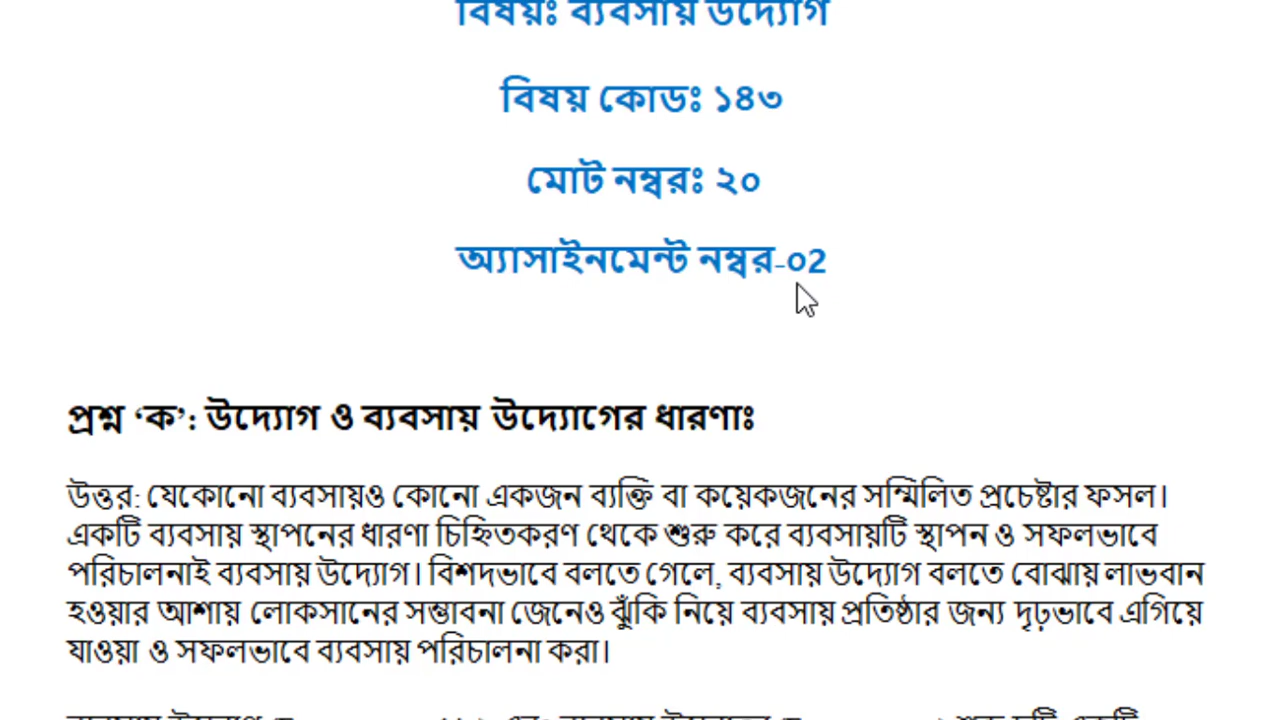 বিষয়ঃ ব্যবসায় উদ্যোগ
বিষয় কোডঃ ১৪৩
মোট নম্বরঃ ২০
অ্যাসাইনমেন্ট নম্বর-০2
প্রশ্ন ‘ক’: উদ্যোগ ও ব্যবসায় উদ্যোগের ধারণাঃ
উত্তর: যেকোনো ব্যবসায়ও কোনো একজন ব্যক্তি বা কয়েকজনের সম্মিলিত প্রচেষ্টার ফসল।
একটি ব্যবসায় স্থাপনের ধারণা চিহ্নিতকরণ থেকে শুরু করে ব্যবসায়টি স্থাপন ও সফলভাবে
পরিচালনাই ব্যবসায় উদ্যোগ। বিশদভাবে বলতে গেলে, ব্যবসায় উদ্যোগ বলতে বোঝায় লাভবান
হওয়ার আশায় লোকসানের সম্ভাবনা জেনেও ঝুঁকি নিয়ে ব্যবসায় প্রতিষ্ঠার জন্য দৃঢ়ভাবে এগিয়ে
যাওয়া ও সফলভাবে ব্যবসায় পরিচালনা করা।